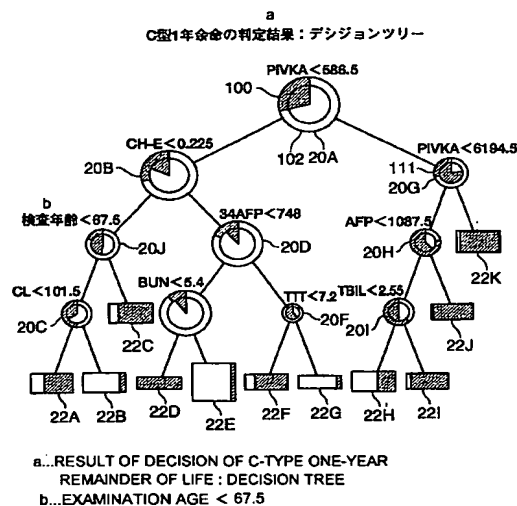 a
C型1年余命の判定結果：デシジョンツリー
PIVKA<586.5
100
CH-E<0.225
102 20A
PIVKA<6194.5
20B
111
20G
b
検査年齢<67.5
34AFP<748
AFP<1087.5
20J
20D
20H
22K
CL<101.5
BUN<5.4
TTT<7.2
TBIL<2.55
20C
22C
20F
20I
22J
22A 22B 22D 22E 22F 22G 22H 22I
a...RESULT OF DECISION OF C-TYPE ONE-YEAR
REMAINDER OF LIFE : DECISION TREE
b...EXAMINATION AGE < 67.5